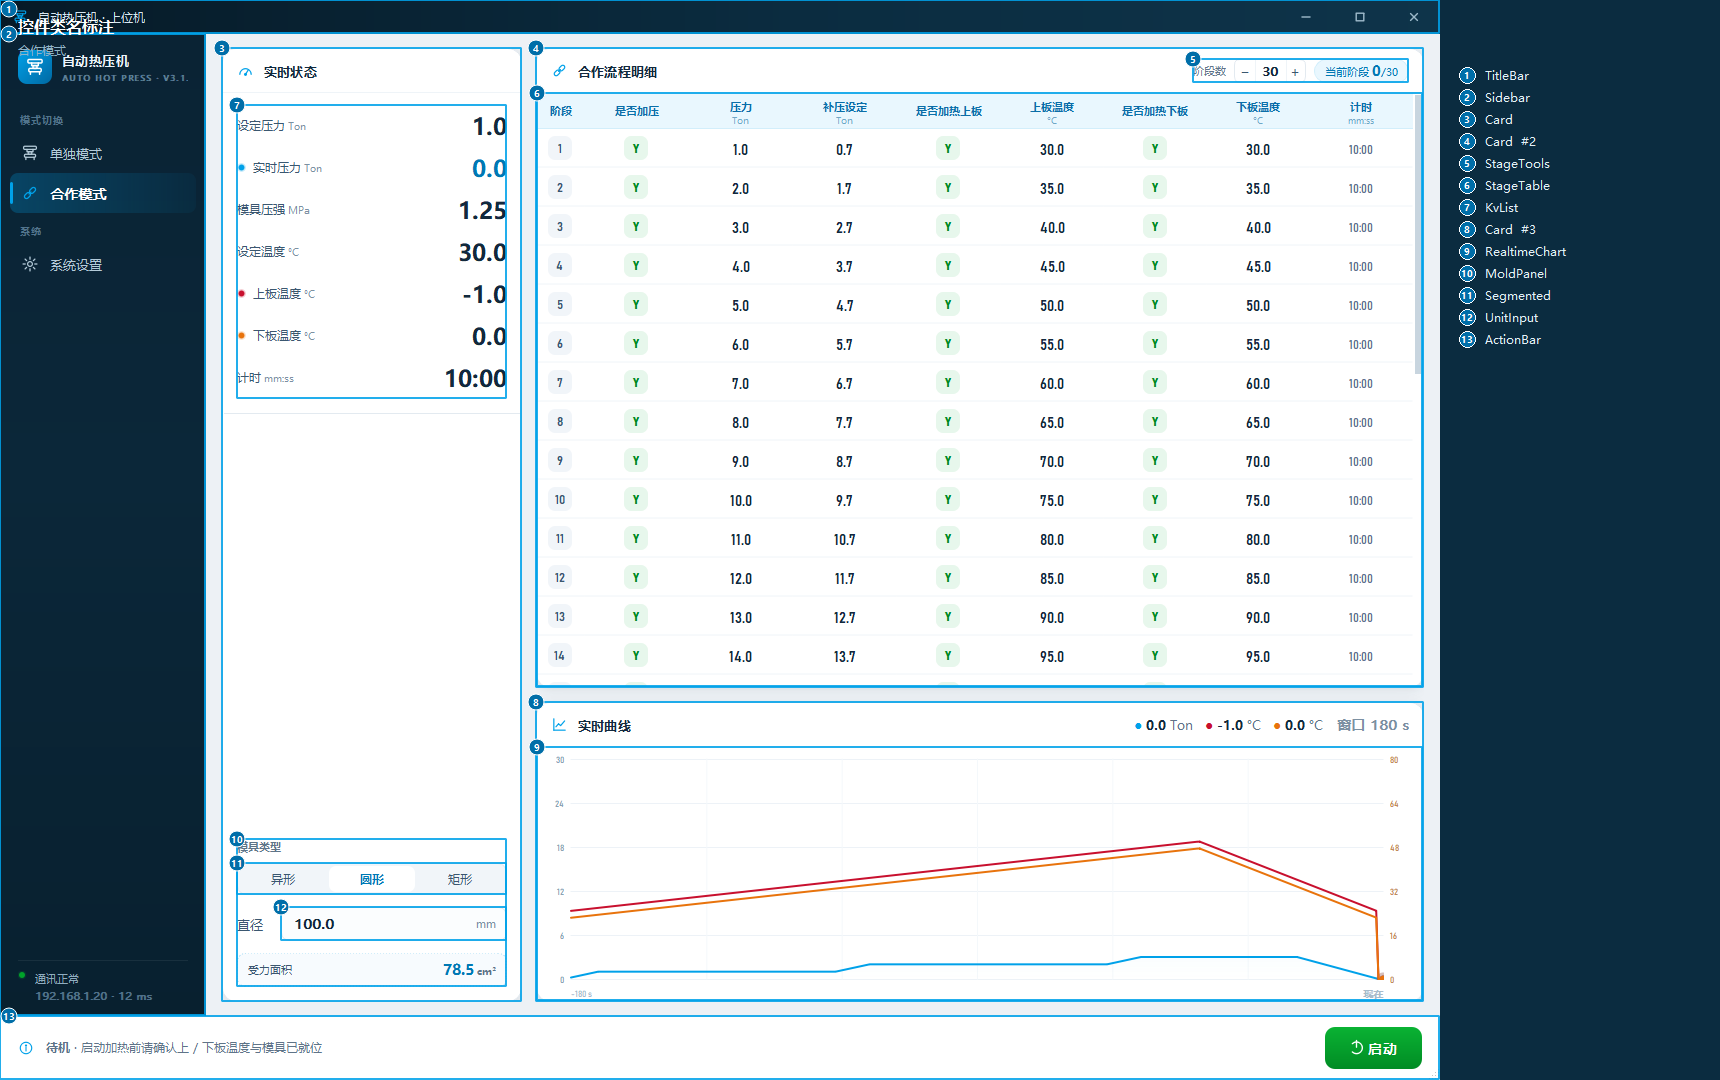 自动热压机 · 上位机
控件类名标注
合作模式
自动热压机
AUTO HOT PRESS · V3.1.
模式切换
单独模式
合作模式
系统
系统设置
通讯正常
192.168.1.20 · 12 ms
实时状态
设定压力 Ton 1.0
实时压力 Ton 0.0
模具压强 MPa 1.25
设定温度 °C 30.0
上板温度 °C -1.0
下板温度 °C 0.0
计时 mm:ss 10:00
模具类型
异形 圆形 矩形
直径 100.0 mm
受力面积 78.5 cm²
合作流程明细 阶段数 − 30 + 当前阶段 0/30
阶段 是否加压 压力 补压设定 是否加热上板 上板温度 是否加热下板 下板温度 计时
Ton Ton °C °C mm:ss
1 Y 1.0 0.7 Y 30.0 Y 30.0 10:00
2 Y 2.0 1.7 Y 35.0 Y 35.0 10:00
3 Y 3.0 2.7 Y 40.0 Y 40.0 10:00
4 Y 4.0 3.7 Y 45.0 Y 45.0 10:00
5 Y 5.0 4.7 Y 50.0 Y 50.0 10:00
6 Y 6.0 5.7 Y 55.0 Y 55.0 10:00
7 Y 7.0 6.7 Y 60.0 Y 60.0 10:00
8 Y 8.0 7.7 Y 65.0 Y 65.0 10:00
9 Y 9.0 8.7 Y 70.0 Y 70.0 10:00
10 Y 10.0 9.7 Y 75.0 Y 75.0 10:00
11 Y 11.0 10.7 Y 80.0 Y 80.0 10:00
12 Y 12.0 11.7 Y 85.0 Y 85.0 10:00
13 Y 13.0 12.7 Y 90.0 Y 90.0 10:00
14 Y 14.0 13.7 Y 95.0 Y 95.0 10:00
实时曲线 0.0 Ton -1.0 °C 0.0 °C 窗口 180 s
30 80
24 64
18 48
12 32
6 16
0 0
-180 s 现在
待机 · 启动加热前请确认上 / 下板温度与模具已就位
启动
1 TitleBar
2 Sidebar
3 Card
4 Card #2
5 StageTools
6 StageTable
7 KvList
8 Card #3
9 RealtimeChart
10 MoldPanel
11 Segmented
12 UnitInput
13 ActionBar